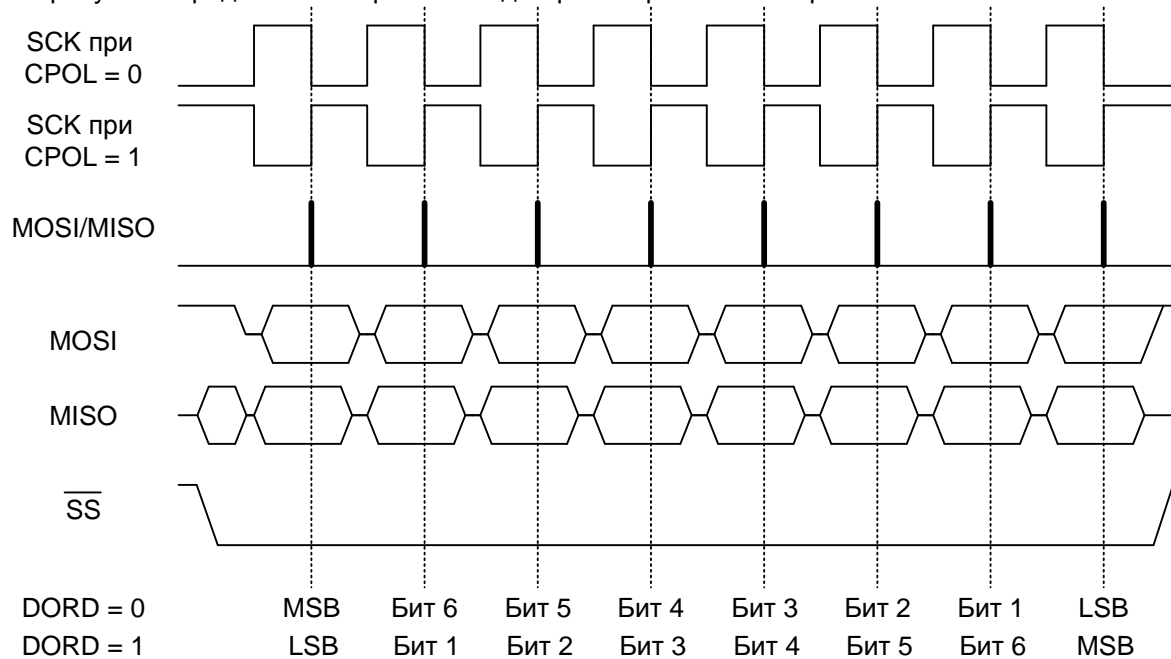 SCK при
CPOL = 0
SCK при
CPOL = 1
MOSI/MISO
MOSI
MISO
SS
DORD = 0 MSB Бит 6 Бит 5 Бит 4 Бит 3 Бит 2 Бит 1 LSB
DORD = 1 LSB Бит 1 Бит 2 Бит 3 Бит 4 Бит 5 Бит 6 MSB